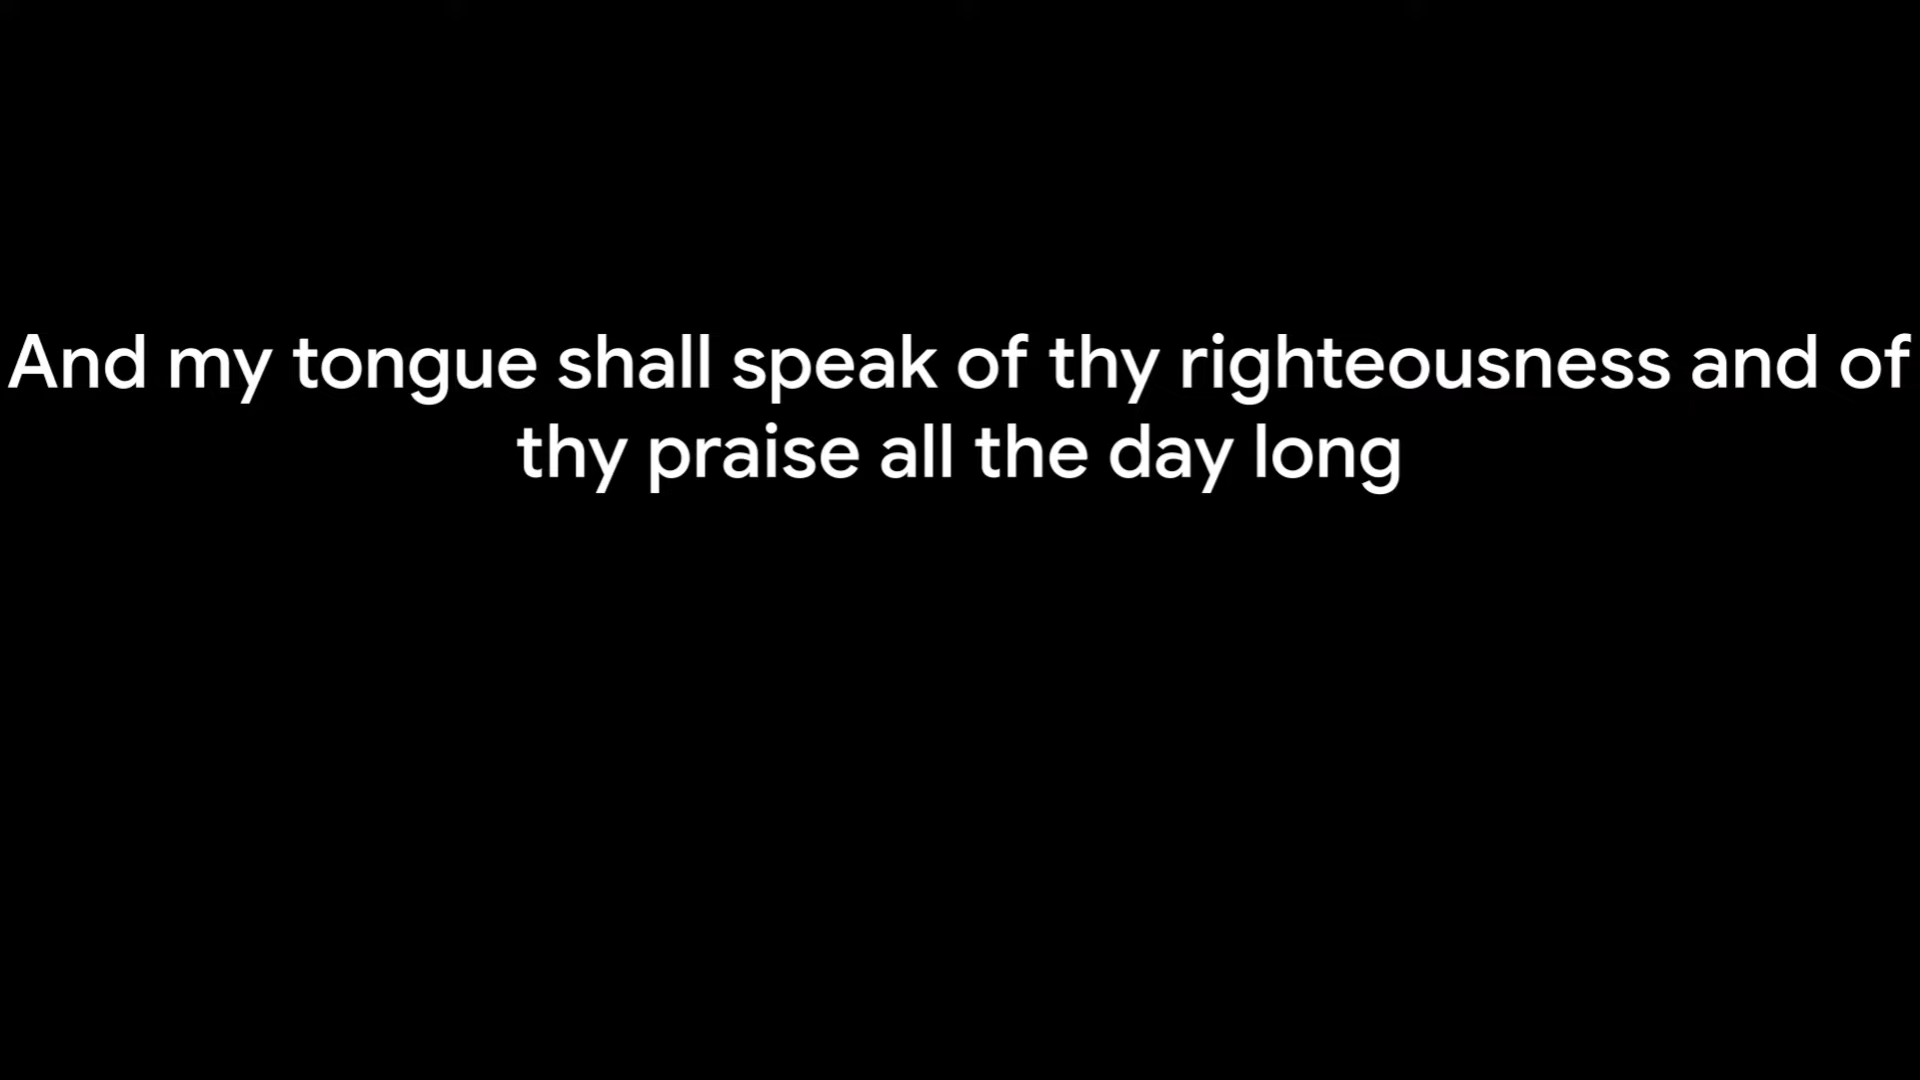 And my tongue shall speak of thy righteousness and of
thy praise all the day long